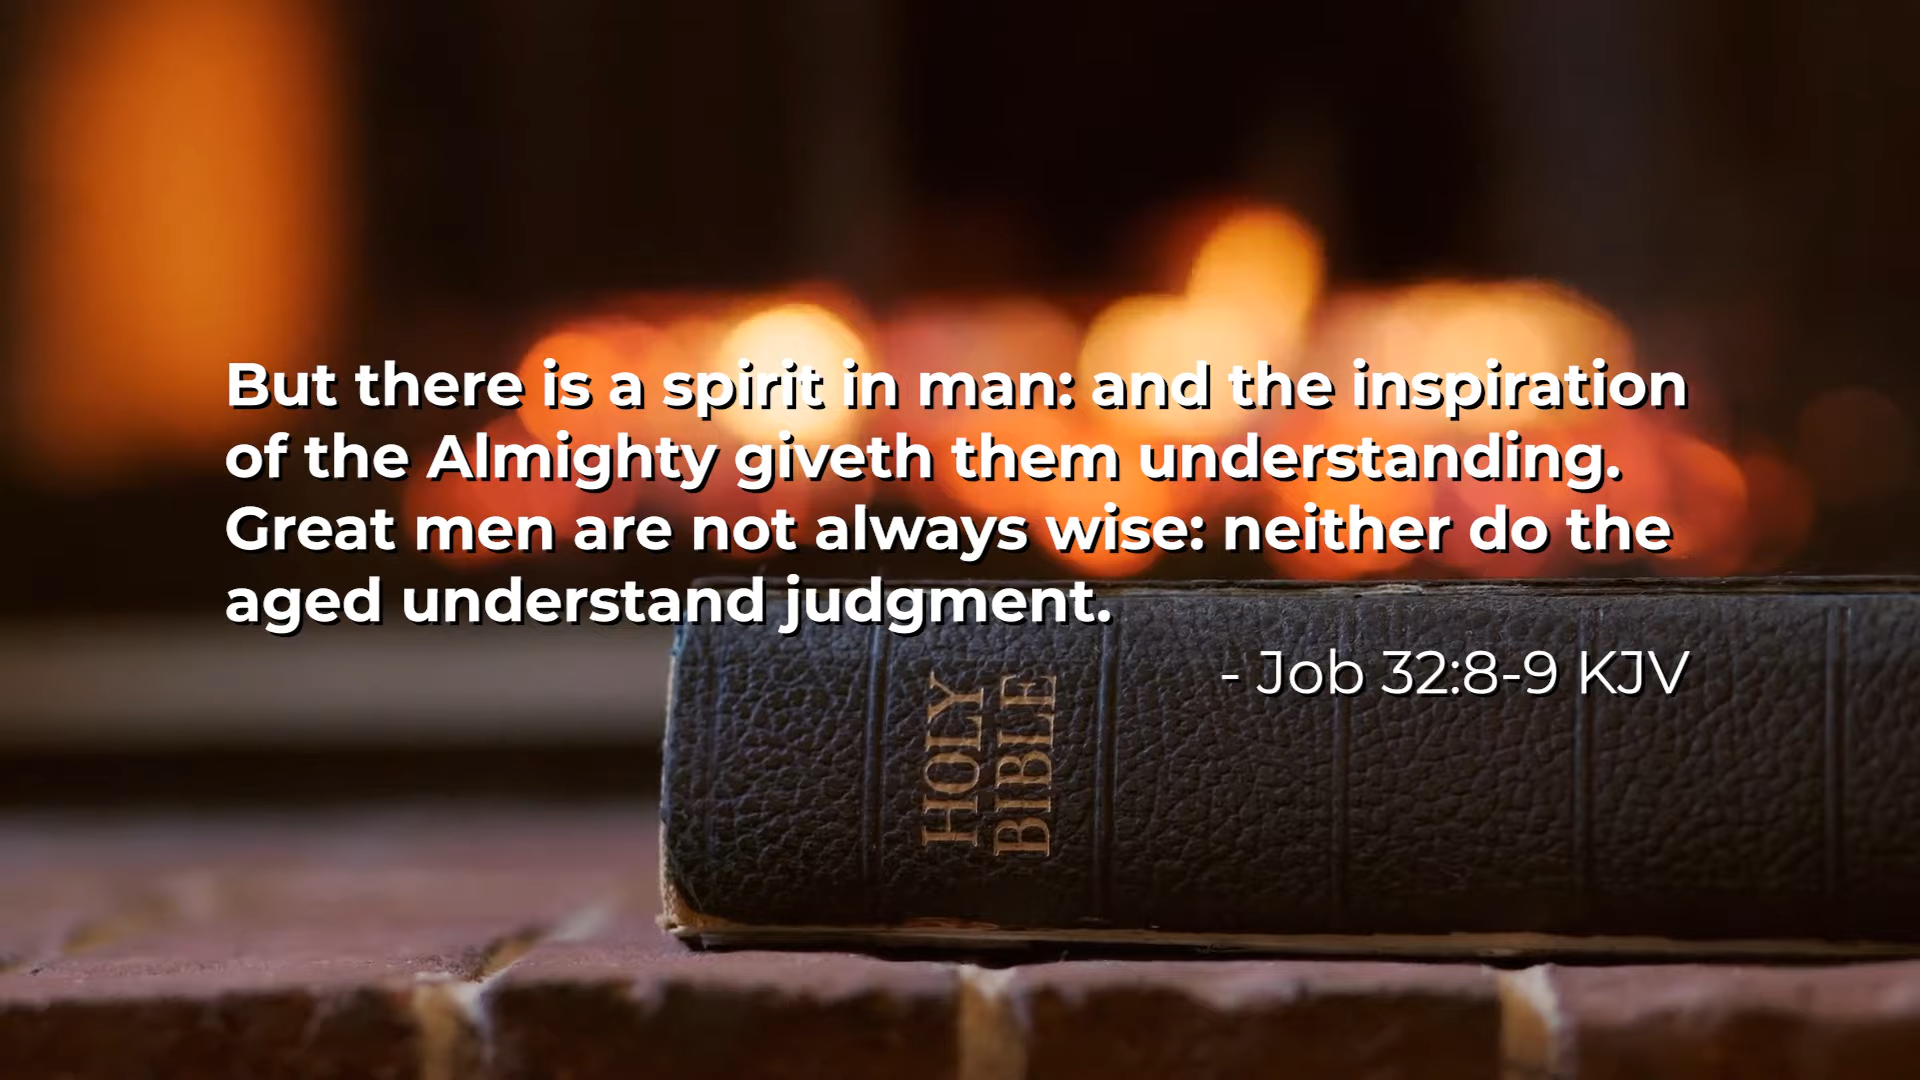 But there is a spirit in man: and the inspiration
of the Almighty giveth them understanding.
Great men are not always wise: neither do the
aged understand judgment.
- Job 32:8-9 KJV
HOLY
BIBLE